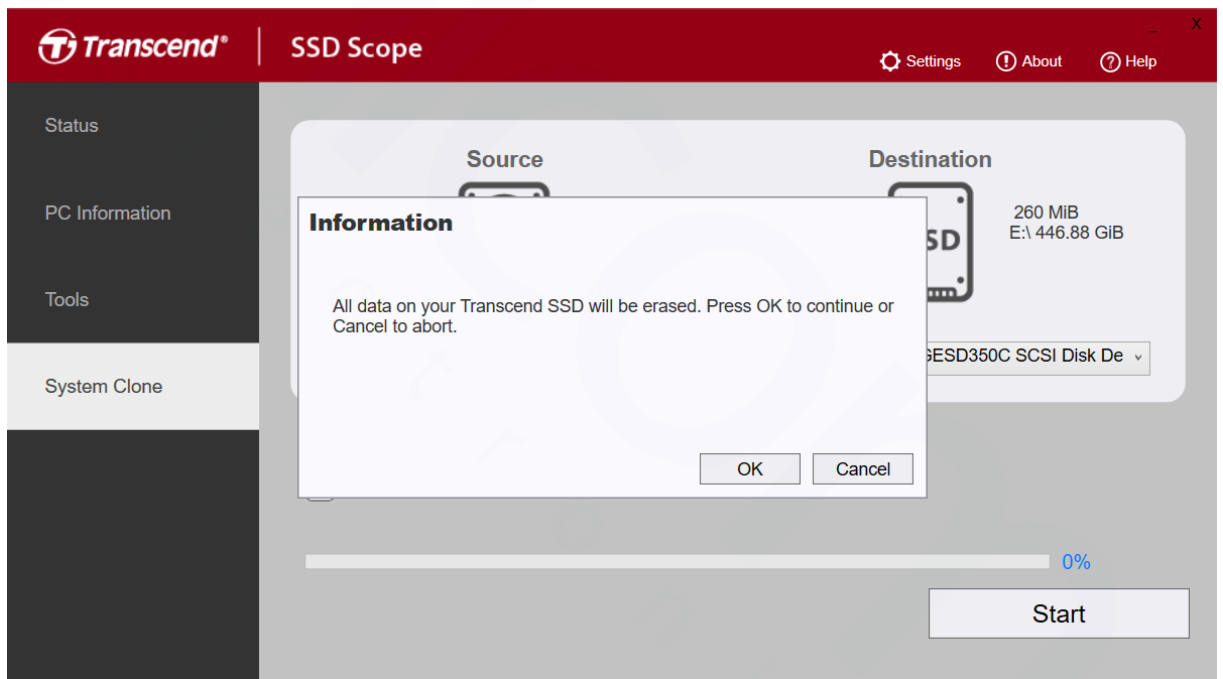 Transcend®
SSD Scope
_ X
Settings
About
Help
Status
PC Information
Tools
System Clone
Source
Destination
260 MiB
E:\ 446.88 GiB
SD
Information
All data on your Transcend SSD will be erased. Press OK to continue or
Cancel to abort.
OK
Cancel
SCSI Disk De
0%
Start